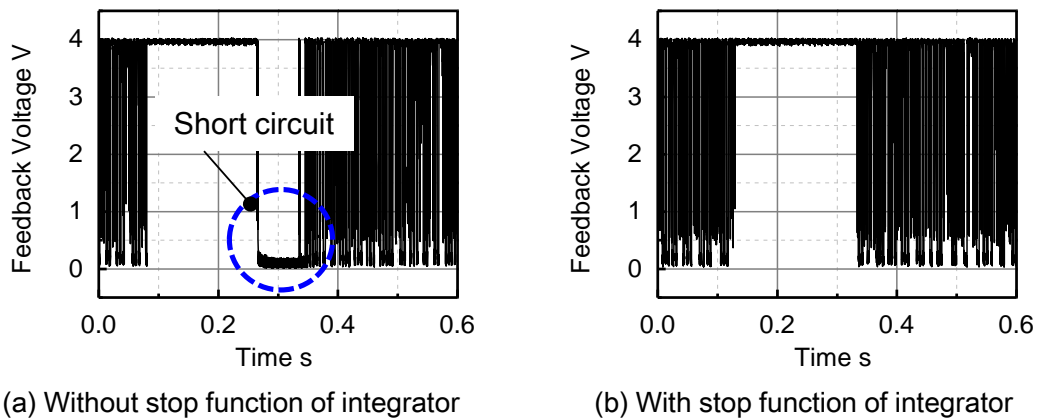 4
3
2
1
0
Feedback Voltage V
Short circuit
0.0 0.2 0.4 0.6
Time s
(a) Without stop function of integrator
4
3
2
1
0
Feedback Voltage V
0.0 0.2 0.4 0.6
Time s
(b) With stop function of integrator